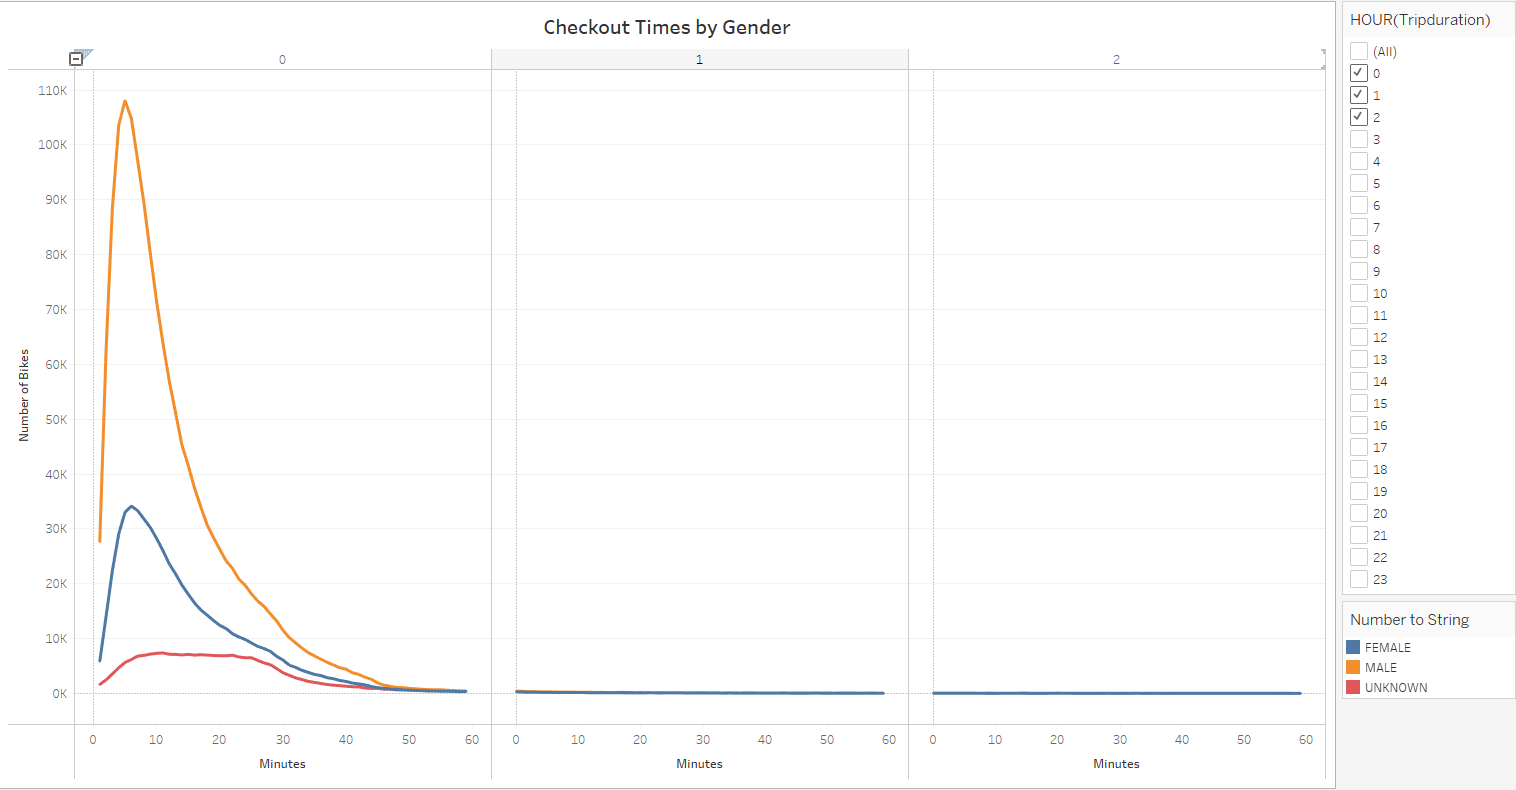 Checkout Times by Gender
0 1 2
110K
100K
90K
80K
70K
60K
50K
40K
30K
20K
10K
0K
Number of Bikes
0 10 20 30 40 50 60 0 10 20 30 40 50 60 0 10 20 30 40 50 60
Minutes Minutes Minutes
HOUR(Tripduration)
(All)
0
1
2
3
4
5
6
7
8
9
10
11
12
13
14
15
16
17
18
19
20
21
22
23
Number to String
FEMALE
MALE
UNKNOWN